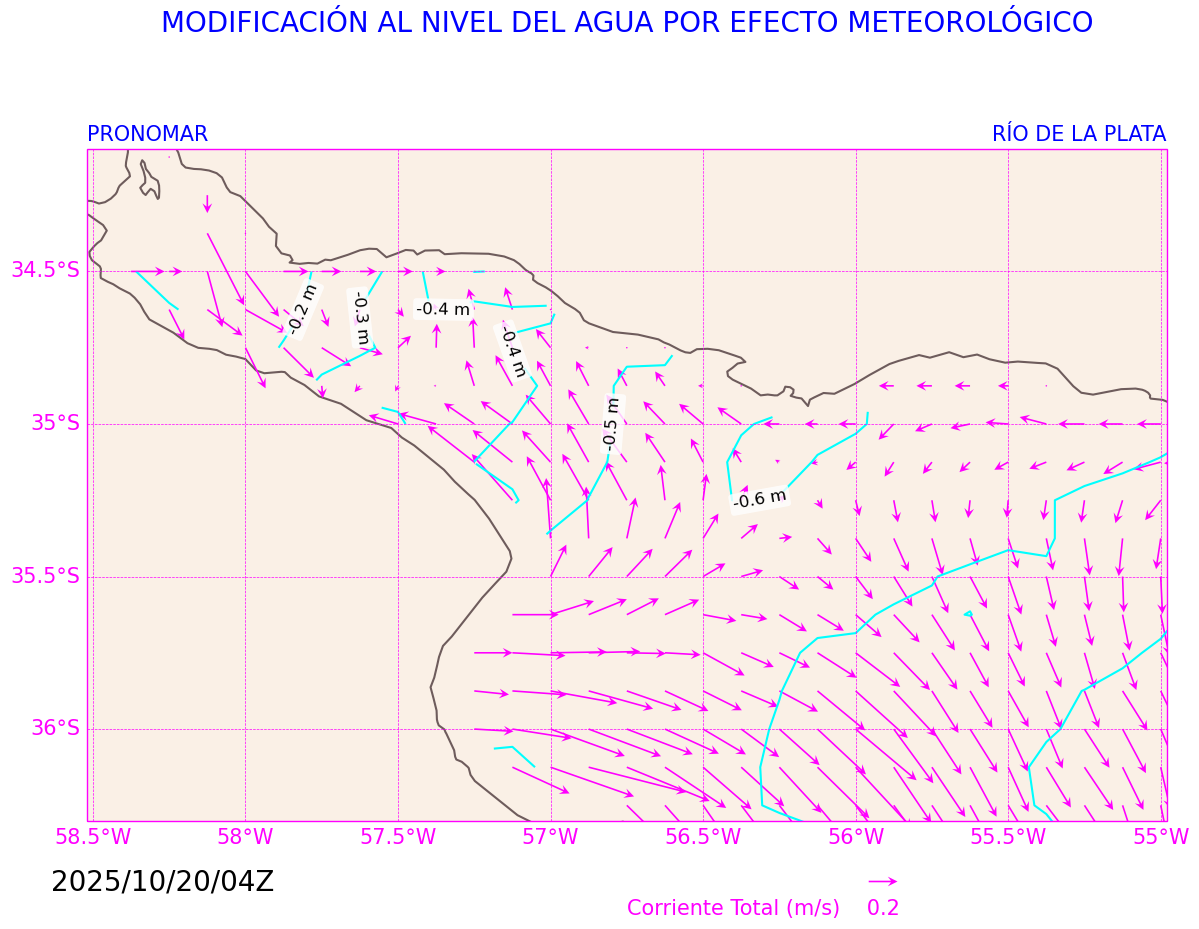 MODIFICACIÓN AL NIVEL DEL AGUA POR EFECTO METEOROLÓGICO
PRONOMAR
RÍO DE LA PLATA
34.5°S
-0.2 m
-0.3 m
-0.4 m
-0.4 m
35°S
-0.5 m
-0.6 m
35.5°S
36°S
58.5°W
58°W
57.5°W
57°W
56.5°W
56°W
55.5°W
55°W
2025/10/20/04Z
Corriente Total (m/s)
0.2